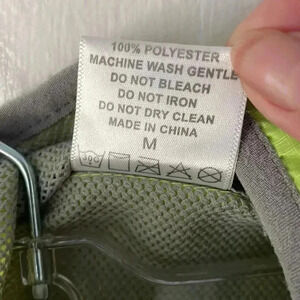 100% POLYESTER
MACHINE WASH GENTLE
DO NOT BLEACH
DO NOT IRON
DO NOT DRY CLEAN
MADE IN CHINA
M